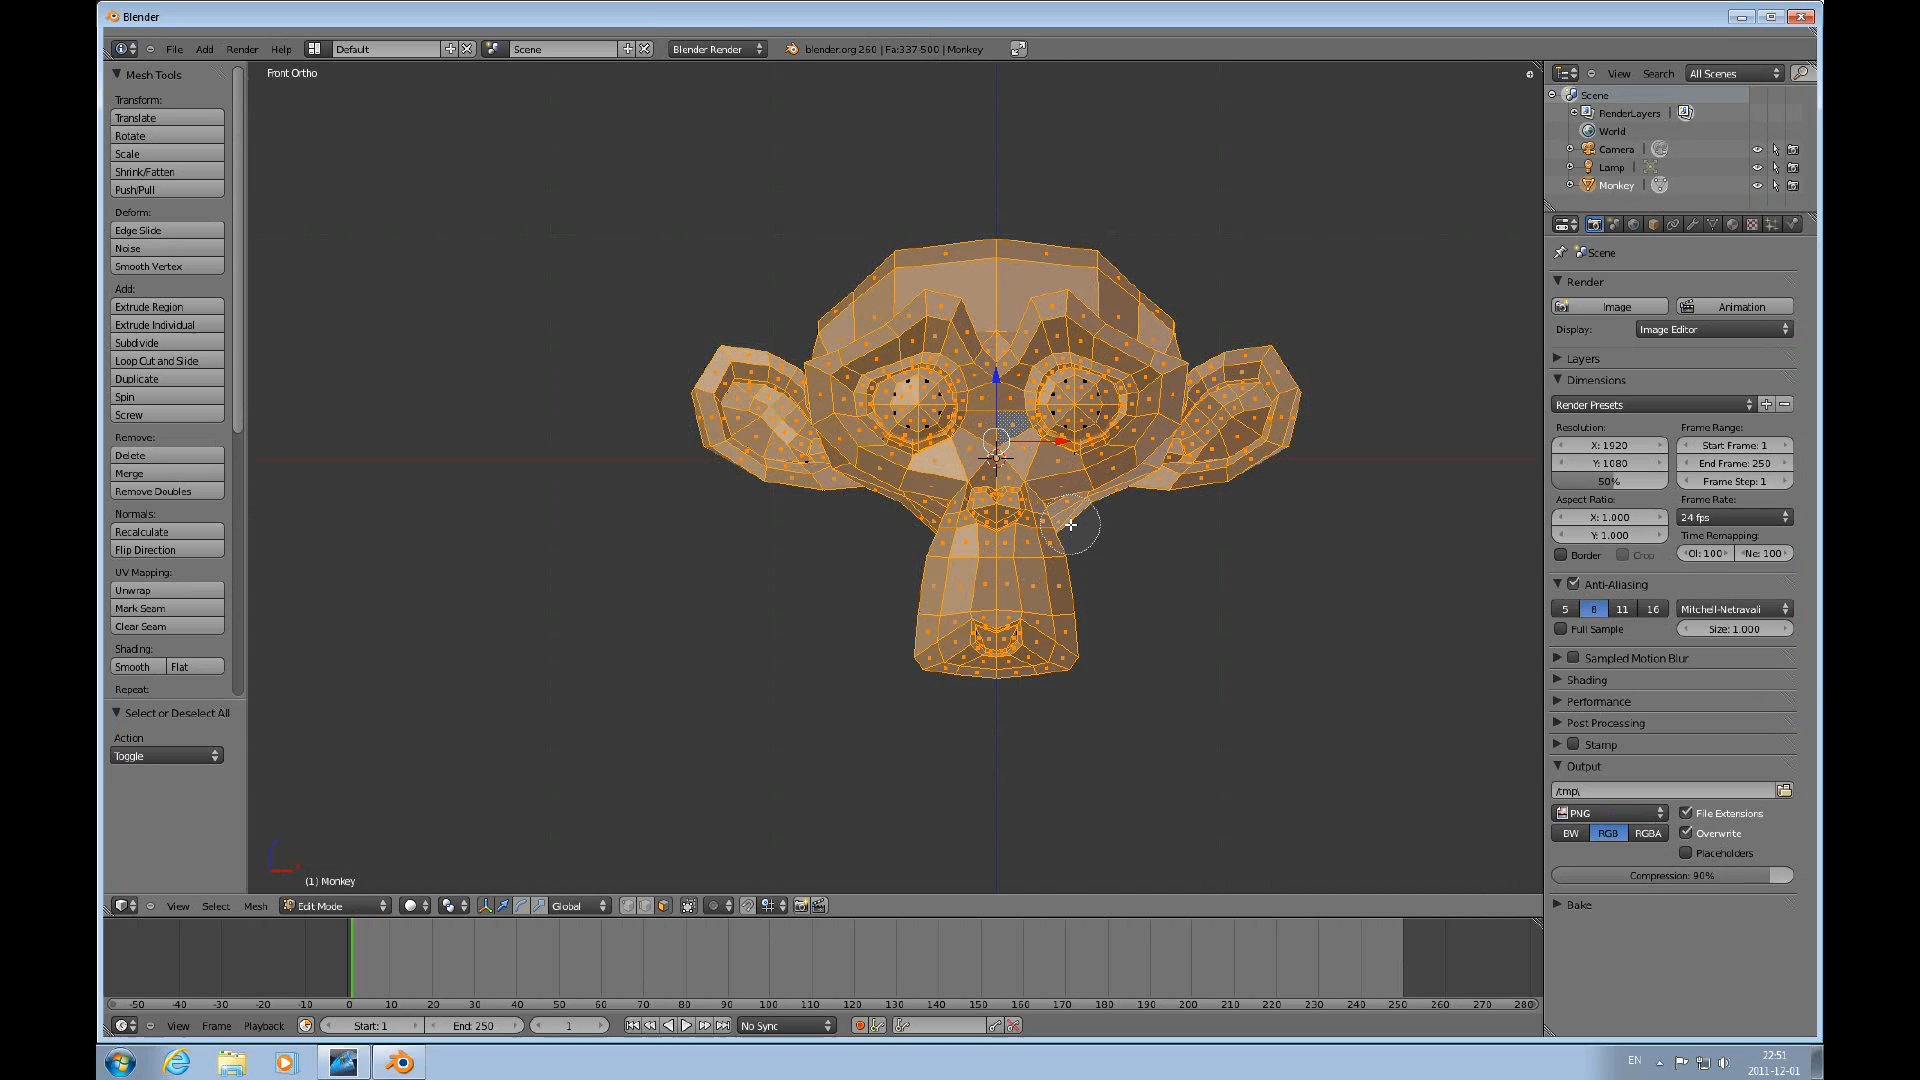 Blender
File Add Render Help Default Scene Blender Render blender.org 260 | Fa:337-500 | Monkey
Mesh Tools
Transform:
Translate
Rotate
Scale
Shrink/Fatten
Push/Pull
Deform:
Edge Slide
Noise
Smooth Vertex
Add:
Extrude Region
Extrude Individual
Subdivide
Loop Cut and Slide
Duplicate
Spin
Screw
Remove:
Delete
Merge
Remove Doubles
Normals:
Recalculate
Flip Direction
UV Mapping:
Unwrap
Mark Seam
Clear Seam
Shading:
Smooth Flat
Repeat:
Select or Deselect All
Action
Toggle
Front Ortho
(1) Monkey
View Select Mesh Edit Mode Global
-50 -40 -30 -20 -10 0 10 20 30 40 50 60 70 80 90 100 110 120 130 140 150 160 170 180 190 200 210 220 230 240 250 260 270 280
View Frame Playback Start: 1 End: 250 1 No Sync
View Search All Scenes
Scene
RenderLayers
World
Camera
Lamp
Monkey
Scene
Render
Image Animation
Display: Image Editor
Layers
Dimensions
Render Presets
Resolution: Frame Range:
X: 1920 Start Frame: 1
Y: 1080 End Frame: 250
50% Frame Step: 1
Aspect Ratio: Frame Rate:
X: 1.000 24 fps
Y: 1.000 Time Remapping:
Border Crop Ol: 100 Ne: 100
Anti-Aliasing
5 8 11 16 Mitchell-Netravali
Full Sample Size: 1.000
Sampled Motion Blur
Shading
Performance
Post Processing
Stamp
Output
/tmp\
PNG File Extensions
BW RGB RGBA Overwrite
Placeholders
Compression: 90%
Bake
EN 22:51
2011-12-01